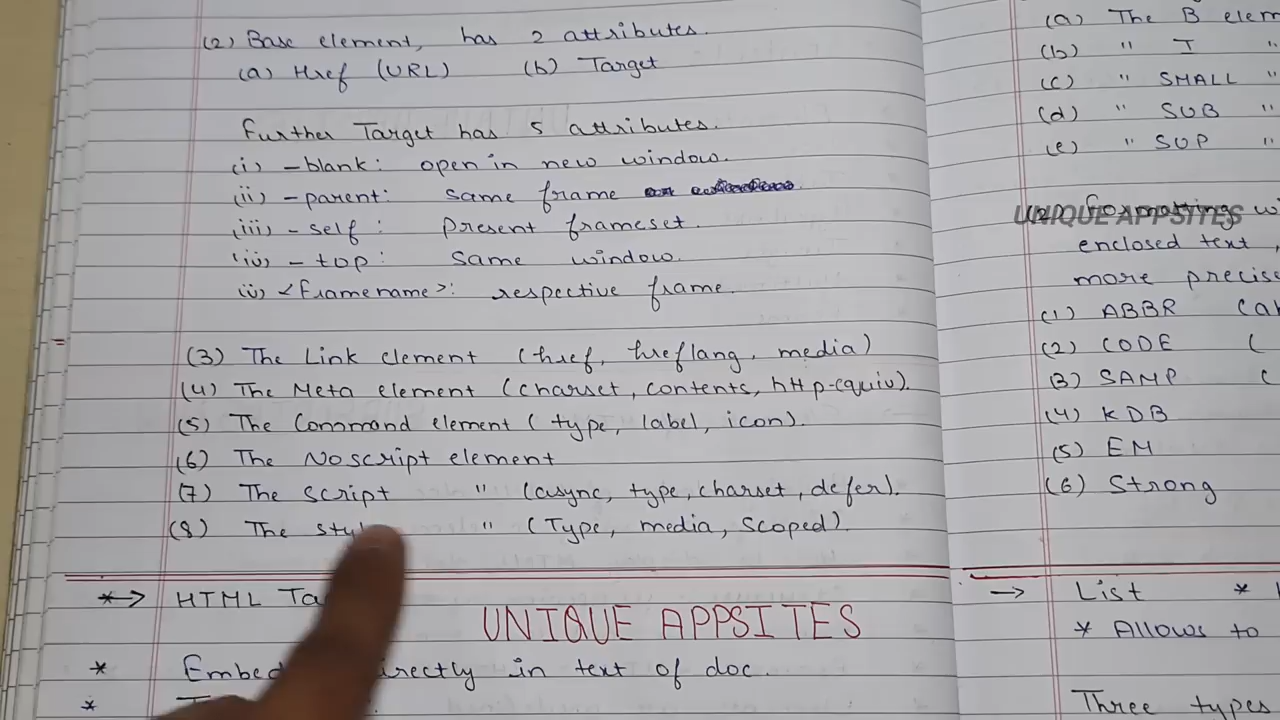 (2) Base element, has 2 attributes.
(a) Href (URL) (b) Target
Further Target has 5 attributes.
(i) -blank: open in new window.
(ii) -parent: same frame
(iii) -self: present frameset.
(iv) -top: same window.
(v) <Framename>: respective frame.
(3) The Link element (href, hreflang, media)
(4) The Meta element (charset, contents, http-equiv).
(5) The Command element (type, label, icon).
(6) The Noscript element
(7) The script " (async, type, charset, defer).
(8) The " (Type, media, scoped).
*→ HTML
UNIQUE APPSITES
* in text of doc.
*
(a) The B
(b) " I "
(c) " SMALL "
(d) " SUB "
(e) " SUP "
formatting
UNIQUE APPSITES
enclosed text,
more
(1) ABBR
(2) CODE (
(3) SAMP (
(4) KDB
(5) EM
(6) Strong
→ List *
* Allows to
Three types